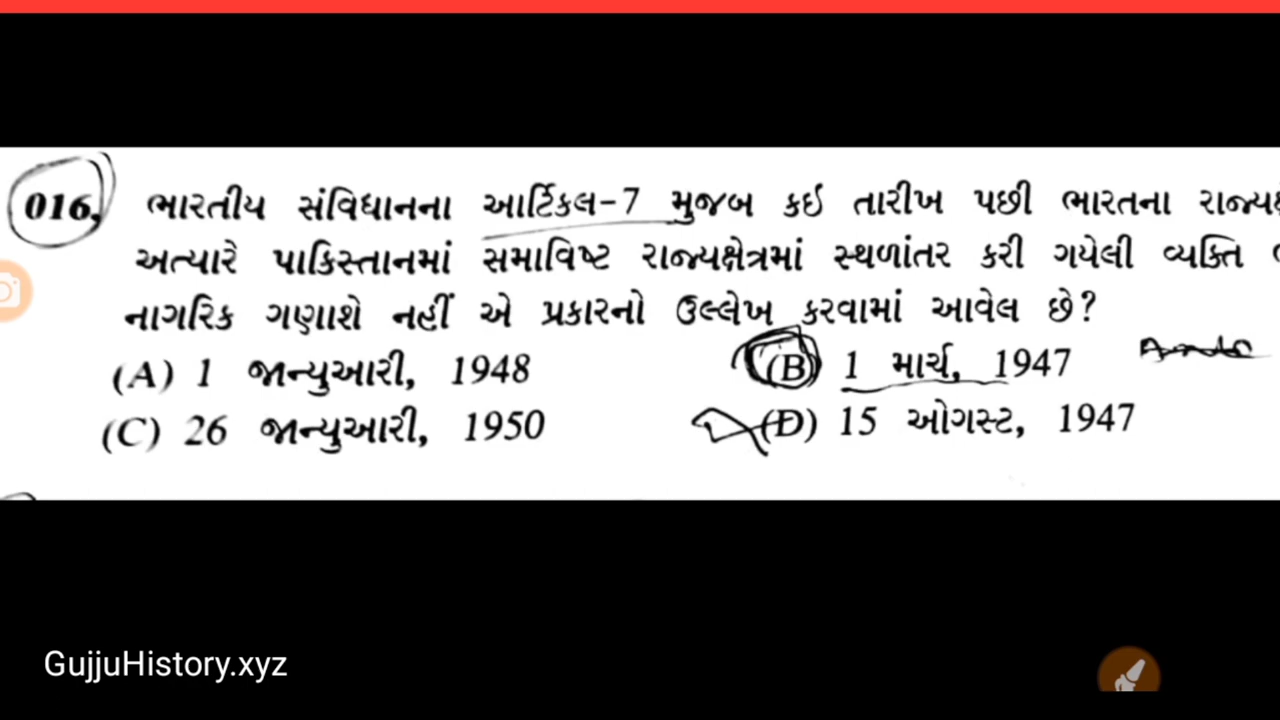 016. ભારતીય સંવિધાનના આર્ટિકલ-7 મુજબ કઇ તારીખ પછી ભારતના
અત્યારે પાકિસ્તાનમાં સમાવિષ્ટ રાજ્યક્ષેત્રમાં સ્થળાંતર કરી ગયેલી વ્યક્તિ
નાગરિક ગણાશે નહીં એ પ્રકારનો ઉલ્લેખ કરવામાં આવેલ છે?
(A) 1 જાન્યુઆરી, 1948 (B) 1 માર્ચ, 1947
(C) 26 જાન્યુઆરી, 1950 (D) 15 ઓગસ્ટ, 1947
GujjuHistory.xyz